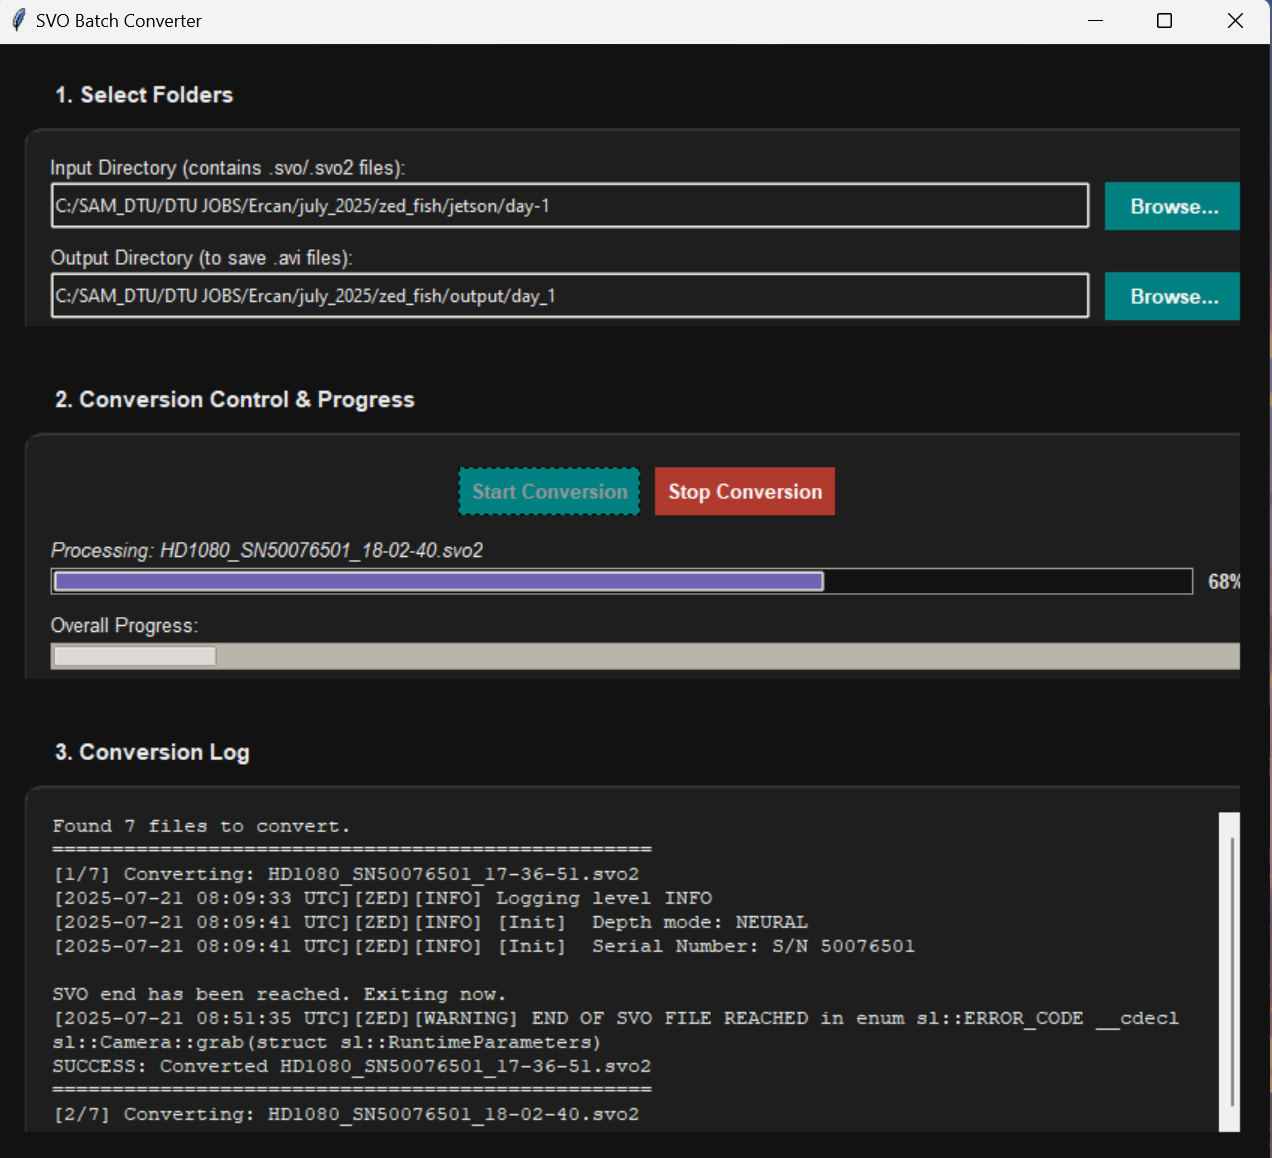 SVO Batch Converter
1. Select Folders
Input Directory (contains .svo/.svo2 files):
C:/SAM_DTU/DTU JOBS/Ercan/july_2025/zed_fish/jetson/day-1
Browse...
Output Directory (to save .avi files):
C:/SAM_DTU/DTU JOBS/Ercan/july_2025/zed_fish/output/day_1
Browse...
2. Conversion Control & Progress
Start Conversion
Stop Conversion
Processing: HD1080_SN50076501_18-02-40.svo2
68%
Overall Progress:
3. Conversion Log
Found 7 files to convert.
==================================================
[1/7] Converting: HD1080_SN50076501_17-36-51.svo2
[2025-07-21 08:09:33 UTC][ZED][INFO] Logging level INFO
[2025-07-21 08:09:41 UTC][ZED][INFO] [Init]  Depth mode: NEURAL
[2025-07-21 08:09:41 UTC][ZED][INFO] [Init]  Serial Number: S/N 50076501
SVO end has been reached. Exiting now.
[2025-07-21 08:51:35 UTC][ZED][WARNING] END OF SVO FILE REACHED in enum sl::ERROR_CODE __cdecl
sl::Camera::grab(struct sl::RuntimeParameters)
SUCCESS: Converted HD1080_SN50076501_17-36-51.svo2
==================================================
[2/7] Converting: HD1080_SN50076501_18-02-40.svo2